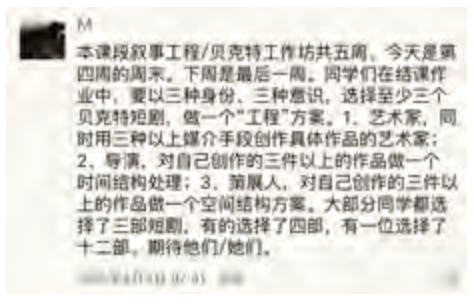 M
本课段叙事工程/贝克特工作坊共五周，今天是第
四周的周末。下周是最后一周。同学们在结课作
业中，要以三种身份、三种意识，选择至少三个
贝克特短剧，做一个“工程”方案。1、艺术家，同
时用三种以上媒介手段创作具体作品的艺术家；
2、导演，对自己创作的三件以上的作品做一个
时间结构处理；3、策展人，对自己创作的三件以
上的作品做一个空间结构方案。大部分同学都选
择了三部短剧，有的选择了四部，有一位选择了
十二部。期待他们/她们。